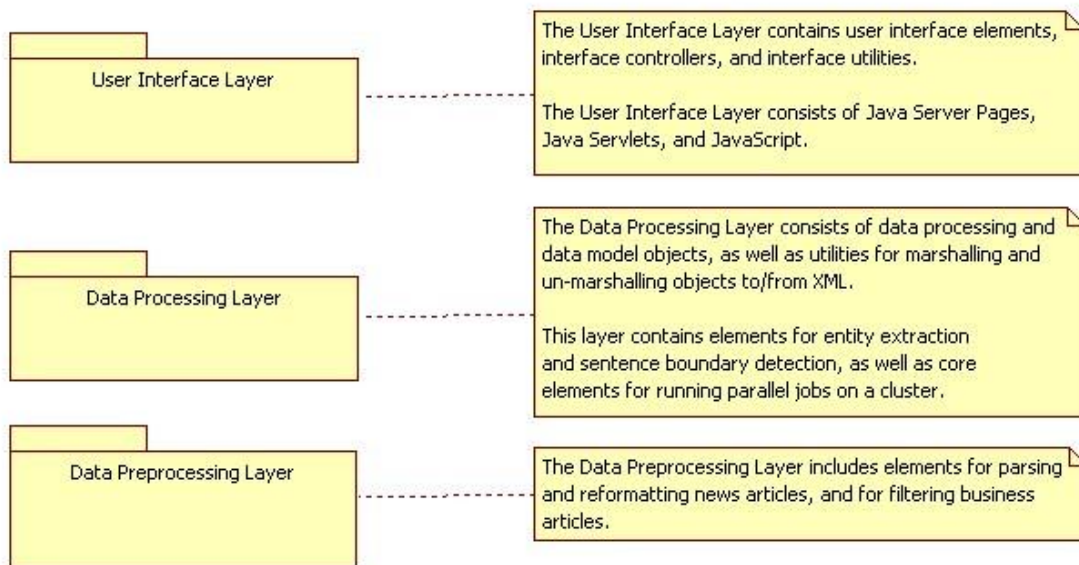 User Interface Layer
The User Interface Layer contains user interface elements,
interface controllers, and interface utilities.
The User Interface Layer consists of Java Server Pages,
Java Servlets, and JavaScript.
Data Processing Layer
The Data Processing Layer consists of data processing and
data model objects, as well as utilities for marshalling and
un-marshalling objects to/from XML.
This layer contains elements for entity extraction
and sentence boundary detection, as well as core
elements for running parallel jobs on a cluster.
Data Preprocessing Layer
The Data Preprocessing Layer includes elements for parsing
and reformatting news articles, and for filtering business
articles.